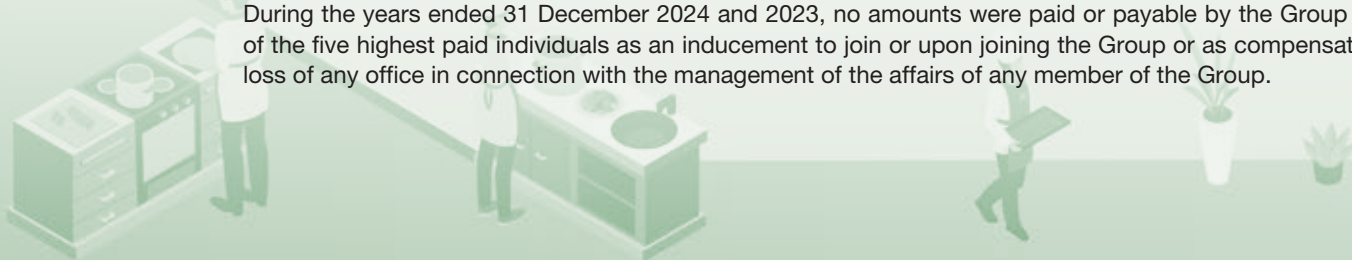 During the years ended 31 December 2024 and 2023, no amounts were paid or payable by the Group
of the five highest paid individuals as an inducement to join or upon joining the Group or as compensat
loss of any office in connection with the management of the affairs of any member of the Group.